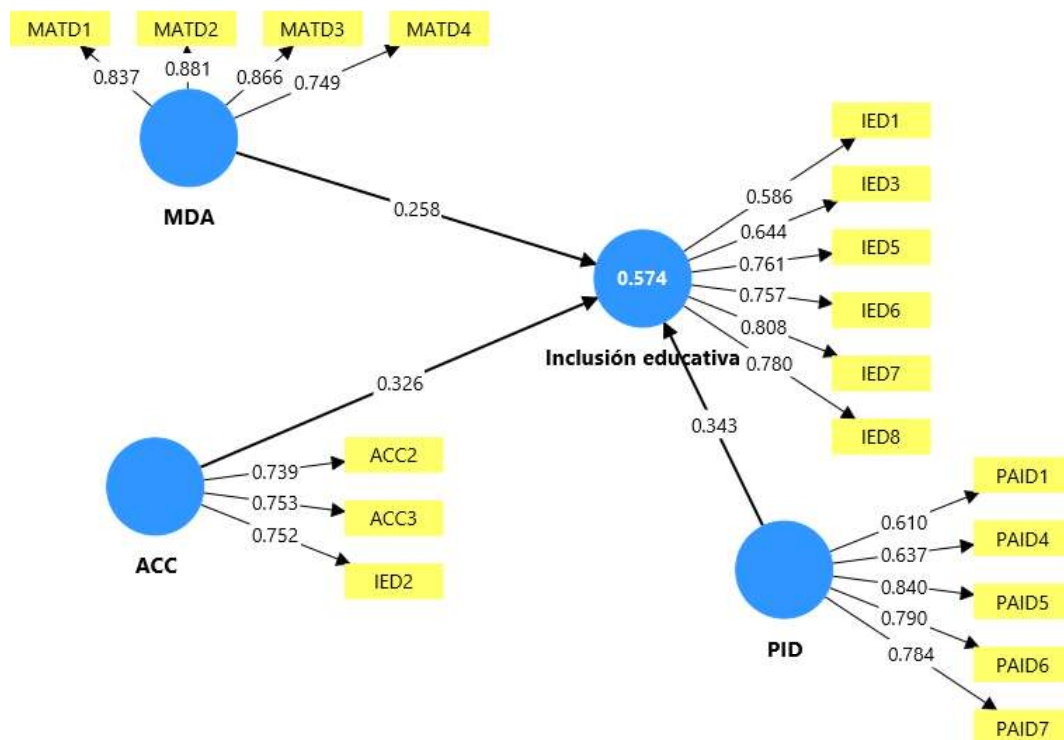 MATD1
MATD2
MATD3
MATD4
0.837
0.881
0.866
0.749
MDA
0.258
IED1
IED3
IED5
IED6
IED7
IED8
0.586
0.644
0.761
0.757
0.808
0.780
0.574
Inclusión educativa
0.326
0.343
ACC
0.739
0.753
0.752
ACC2
ACC3
IED2
PID
0.610
0.637
0.840
0.790
0.784
PAID1
PAID4
PAID5
PAID6
PAID7